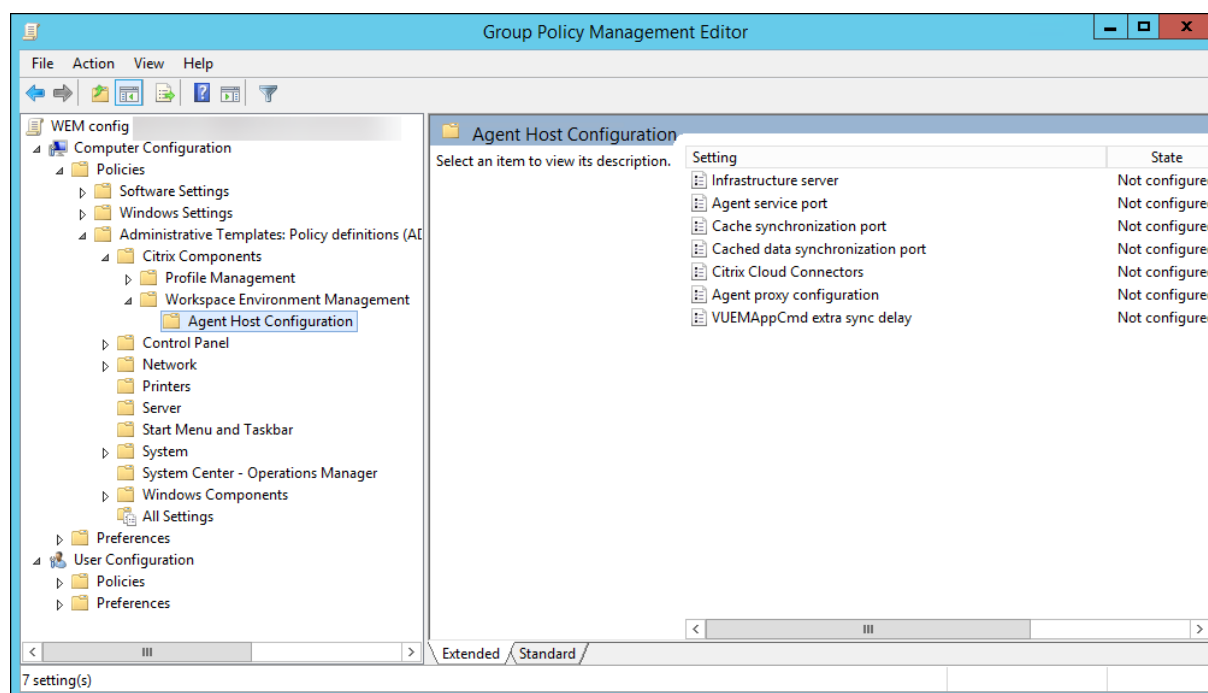 Group Policy Management Editor
File Action View Help
WEM config
Computer Configuration
Policies
Software Settings
Windows Settings
Administrative Templates: Policy definitions (AD
Citrix Components
Profile Management
Workspace Environment Management
Agent Host Configuration
Control Panel
Network
Printers
Server
Start Menu and Taskbar
System
System Center - Operations Manager
Windows Components
All Settings
Preferences
User Configuration
Policies
Preferences
Agent Host Configuration
Select an item to view its description.
Setting State
Infrastructure server Not configure
Agent service port Not configure
Cache synchronization port Not configure
Cached data synchronization port Not configure
Citrix Cloud Connectors Not configure
Agent proxy configuration Not configure
VUEMAppCmd extra sync delay Not configure
Extended Standard
7 setting(s)